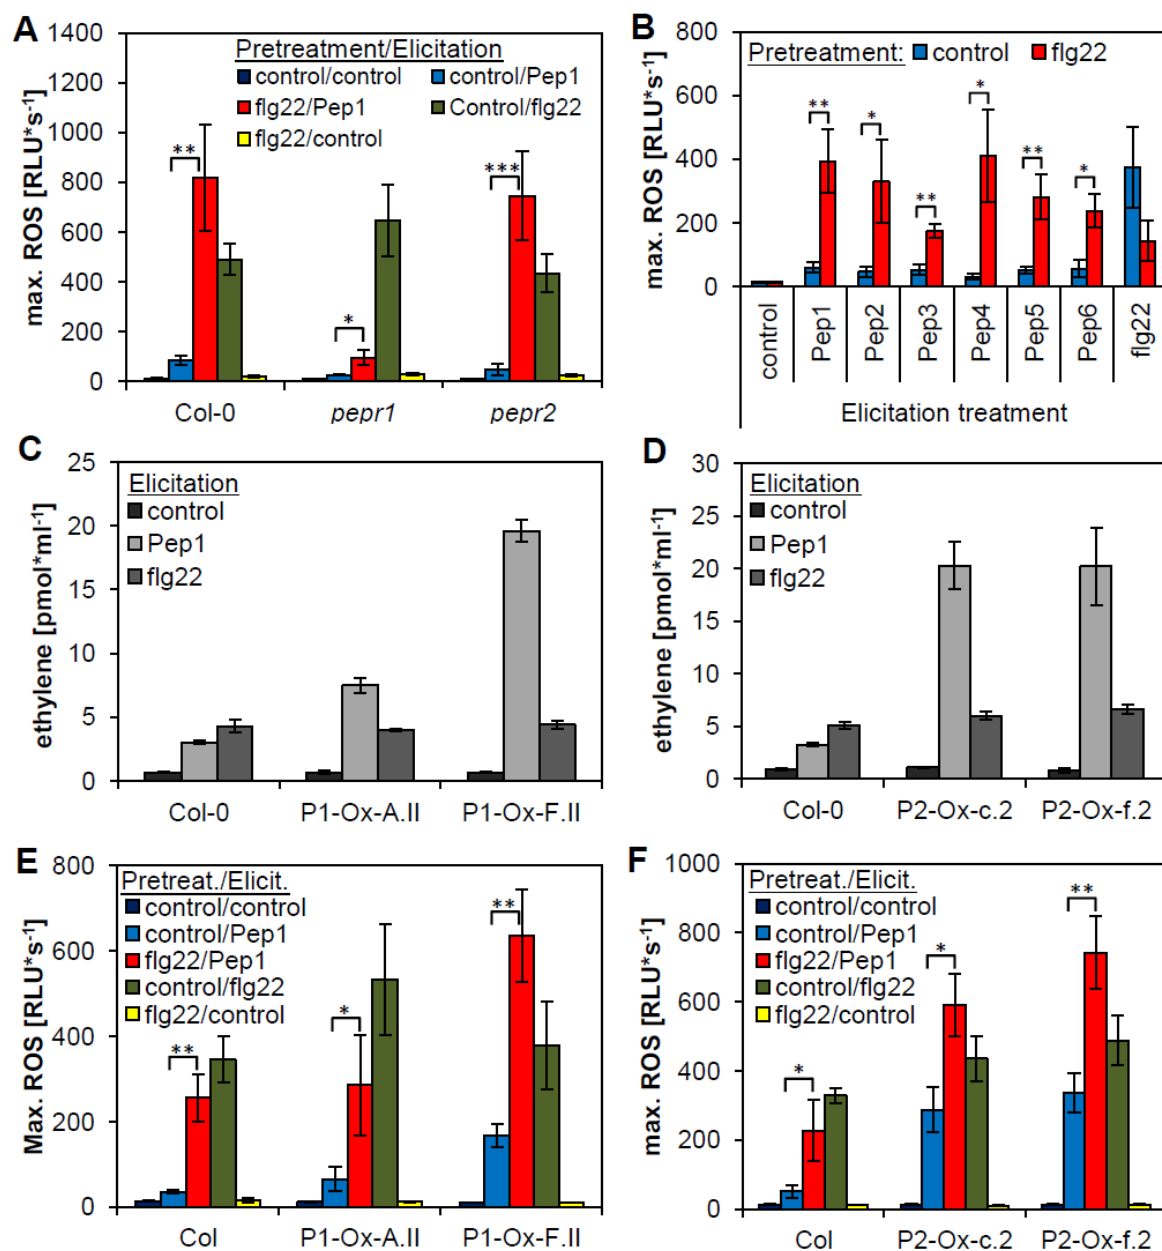 A
max. ROS [RLU*s-1]
1400
1200
1000
800
600
400
200
0
Pretreatment/Elicitation
control/control
control/Pep1
flg22/Pep1
Control/flg22
flg22/control
**
*
***
Col-0
pepr1
pepr2
B
max. ROS [RLU*s-1]
800
600
400
200
0
Pretreatment:
control
flg22
**
*
**
*
**
*
control
Pep1
Pep2
Pep3
Pep4
Pep5
Pep6
flg22
Elicitation treatment
C
ethylene [pmol*ml-1]
25
20
15
10
5
0
Elicitation
control
Pep1
flg22
Col-0
P1-Ox-A.II
P1-Ox-F.II
D
ethylene [pmol*ml-1]
30
25
20
15
10
5
0
Elicitation
control
Pep1
flg22
Col-0
P2-Ox-c.2
P2-Ox-f.2
E
Max. ROS [RLU*s-1]
800
600
400
200
0
Pretreat./Elicit.
control/control
control/Pep1
flg22/Pep1
control/flg22
flg22/control
**
*
**
Col
P1-Ox-A.II
P1-Ox-F.II
F
max. ROS [RLU*s-1]
1000
800
600
400
200
0
Pretreat./Elicit.
control/control
control/Pep1
flg22/Pep1
control/flg22
flg22/control
*
*
**
Col
P2-Ox-c.2
P2-Ox-f.2